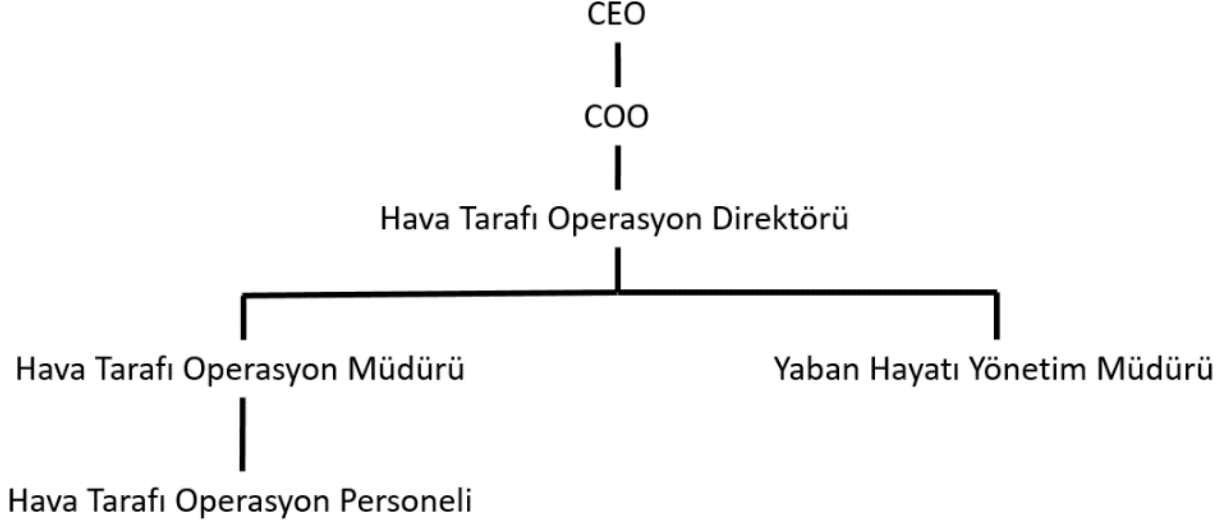 CEO
COO
Hava Tarafı Operasyon Direktörü
Hava Tarafı Operasyon Müdürü
Yaban Hayatı Yönetim Müdürü
Hava Tarafı Operasyon Personeli